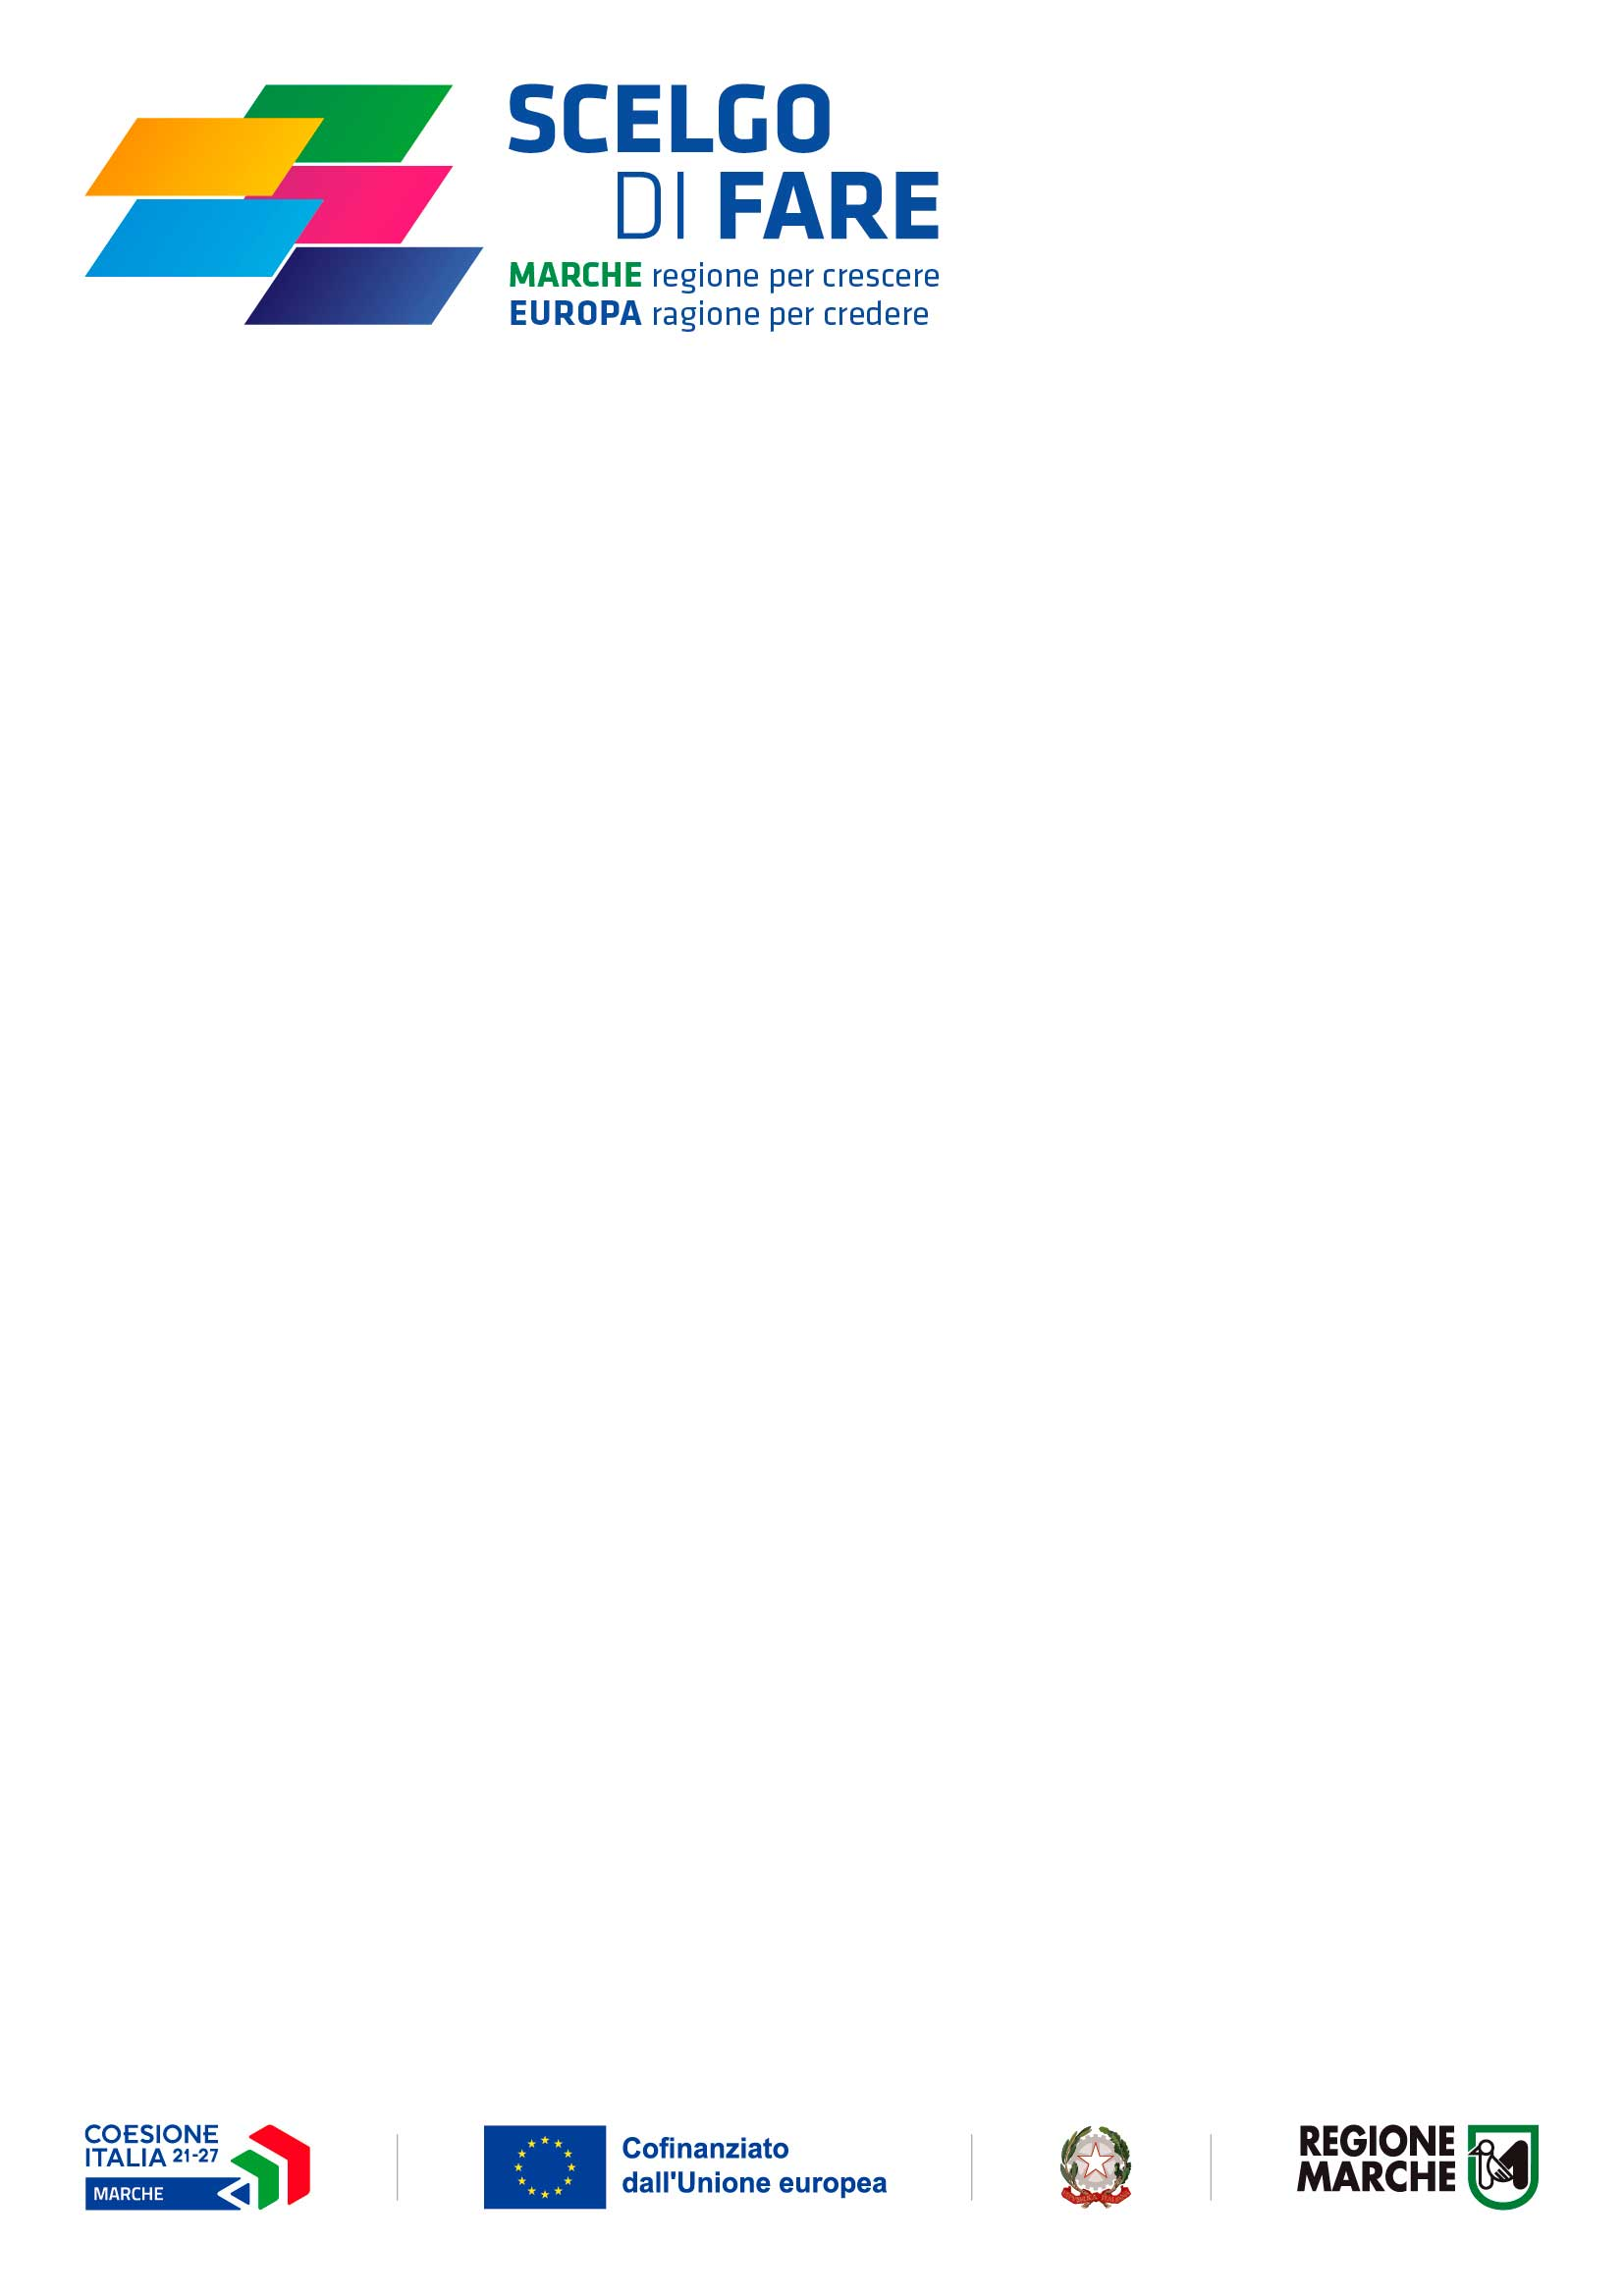 SCELGO
DI FARE
MARCHE regione per crescere
EUROPA ragione per credere
COESIONE
ITALIA 21-27
MARCHE
Cofinanziato
dall'Unione europea
REGIONE
MARCHE